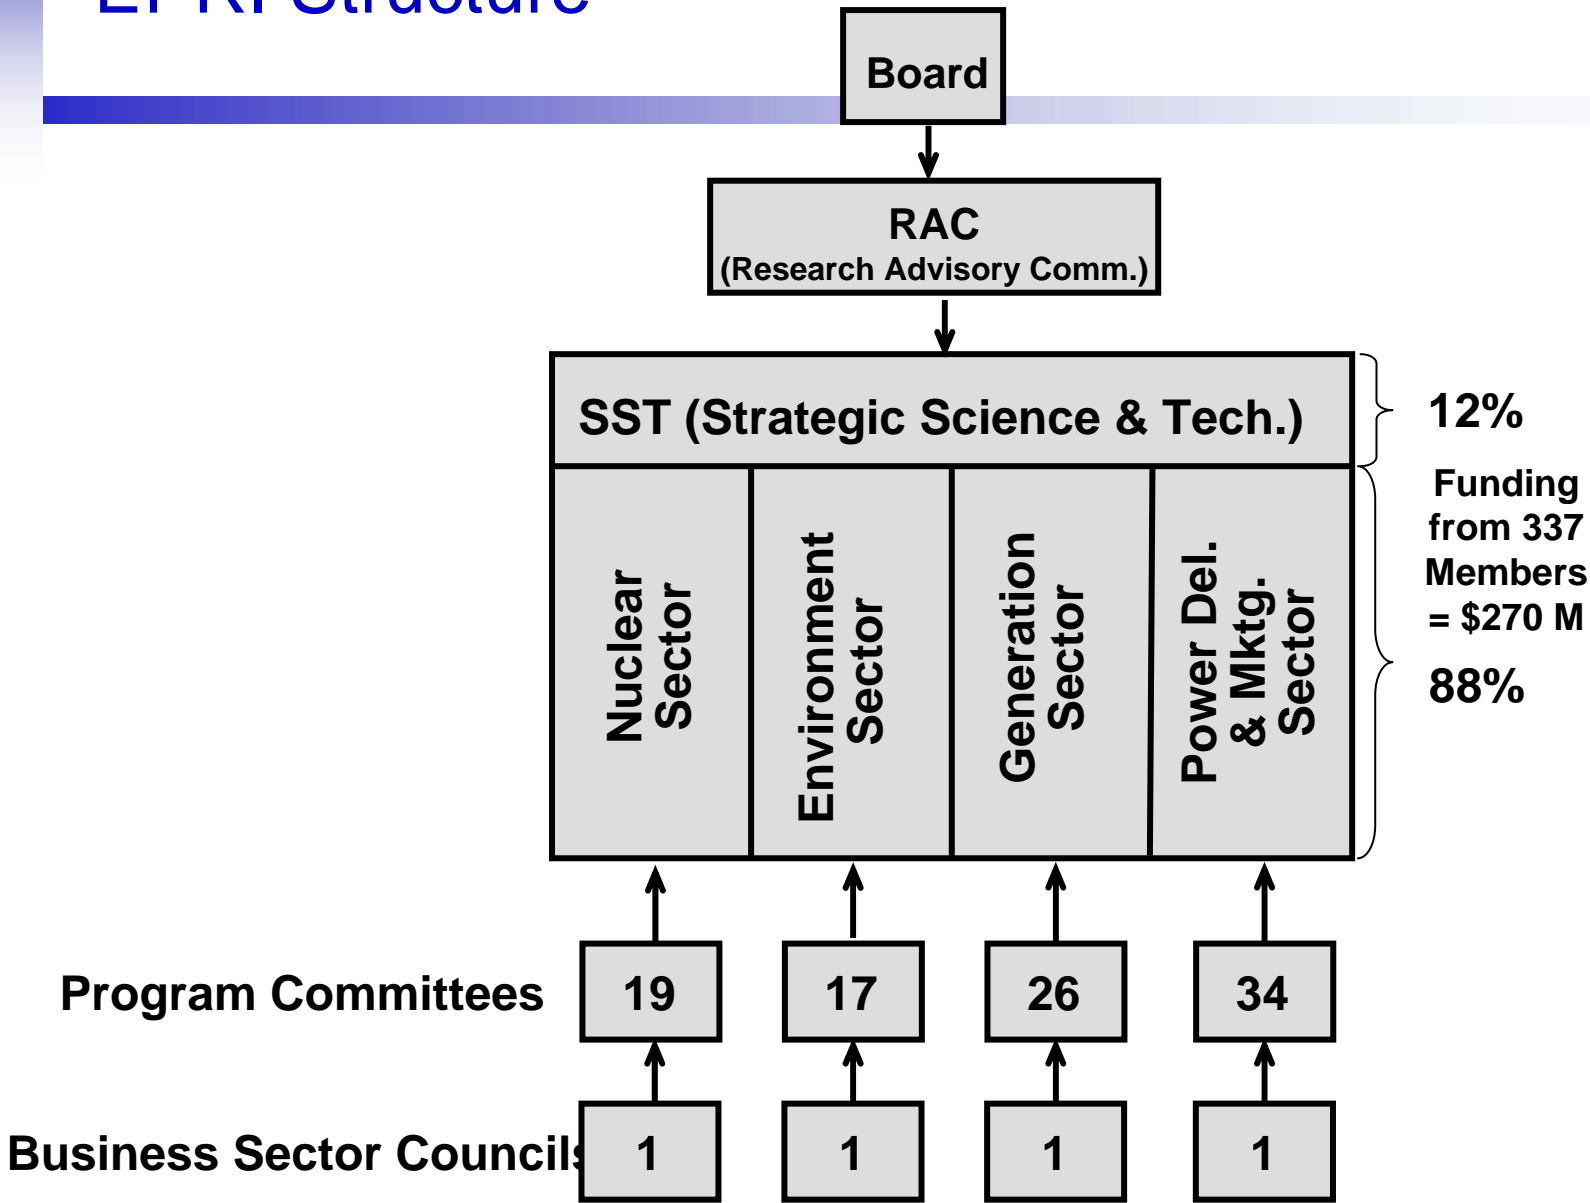 EPRI Structure
Board
RAC
(Research Advisory Comm.)
SST (Strategic Science & Tech.)
12%
Funding
from 337
Members
= $270 M
88%
Nuclear
Sector
Environment
Sector
Generation
Sector
Power Del.
& Mktg.
Sector
Program Committees
19
17
26
34
Business Sector Councils
1
1
1
1